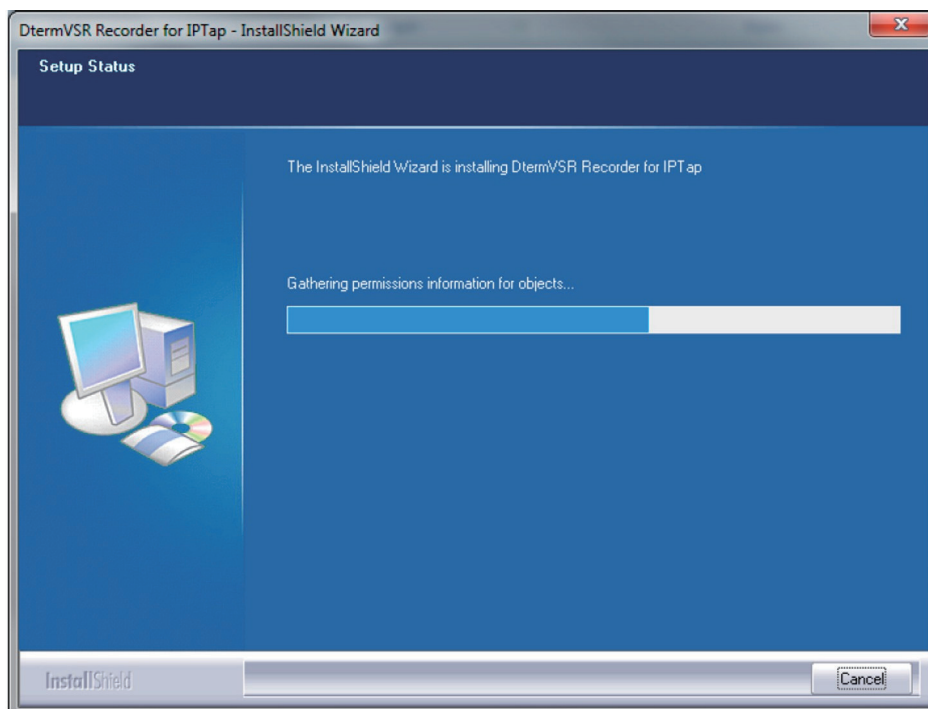 DtermVSR Recorder for IPTap - InstallShield Wizard
Setup Status
The InstallShield Wizard is installing DtermVSR Recorder for IPTap
Gathering permissions information for objects...
InstallShield
Cancel